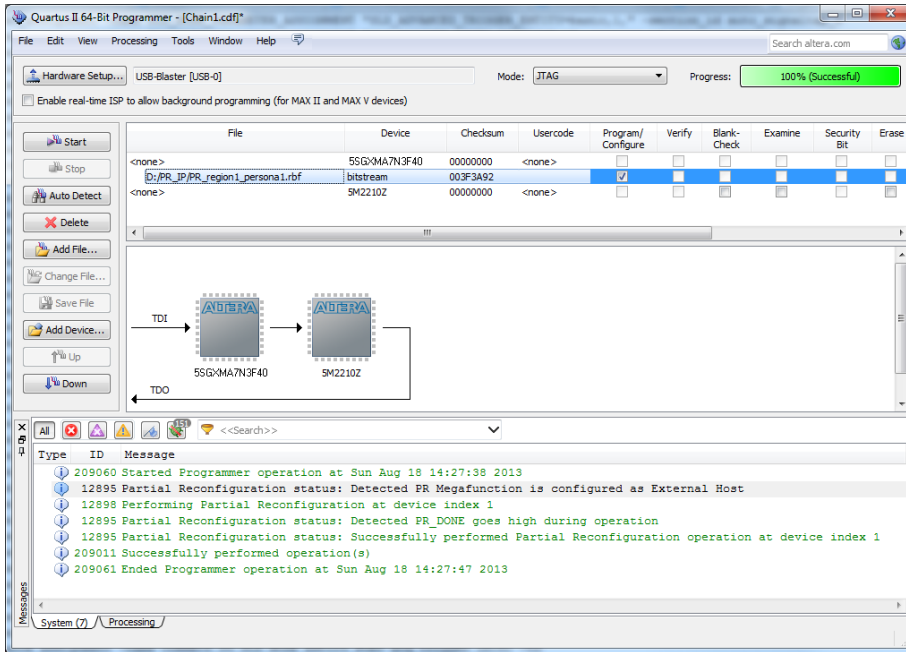 Quartus II 64-Bit Programmer - [Chain1.cdf]*
File Edit View Processing Tools Window Help
Search altera.com
Hardware Setup... USB-Blaster [USB-0] Mode: JTAG Progress: 100% (Successful)
Enable real-time ISP to allow background programming (for MAX II and MAX V devices)
Start
Stop
Auto Detect
Delete
Add File...
Change File...
Save File
Add Device...
Up
Down
File Device Checksum Usercode Program/ Configure Verify Blank- Check Examine Security Bit Erase
<none> 5SGXMA7N3F40 00000000 <none>
D:/PR_IP/PR_region1_persona1.rbf bitstream 003F3A92
<none> 5M2210Z 00000000 <none>
TDI
ALTERA ALTERA
5SGXMA7N3F40 5M2210Z
TDO
All 151 <<Search>>
Type ID Message
209060 Started Programmer operation at Sun Aug 18 14:27:38 2013
12895 Partial Reconfiguration status: Detected PR Megafunction is configured as External Host
12898 Performing Partial Reconfiguration at device index 1
12895 Partial Reconfiguration status: Detected PR_DONE goes high during operation
12895 Partial Reconfiguration status: Successfully performed Partial Reconfiguration operation at device index 1
209011 Successfully performed operation(s)
209061 Ended Programmer operation at Sun Aug 18 14:27:47 2013
Messages
System (7) Processing